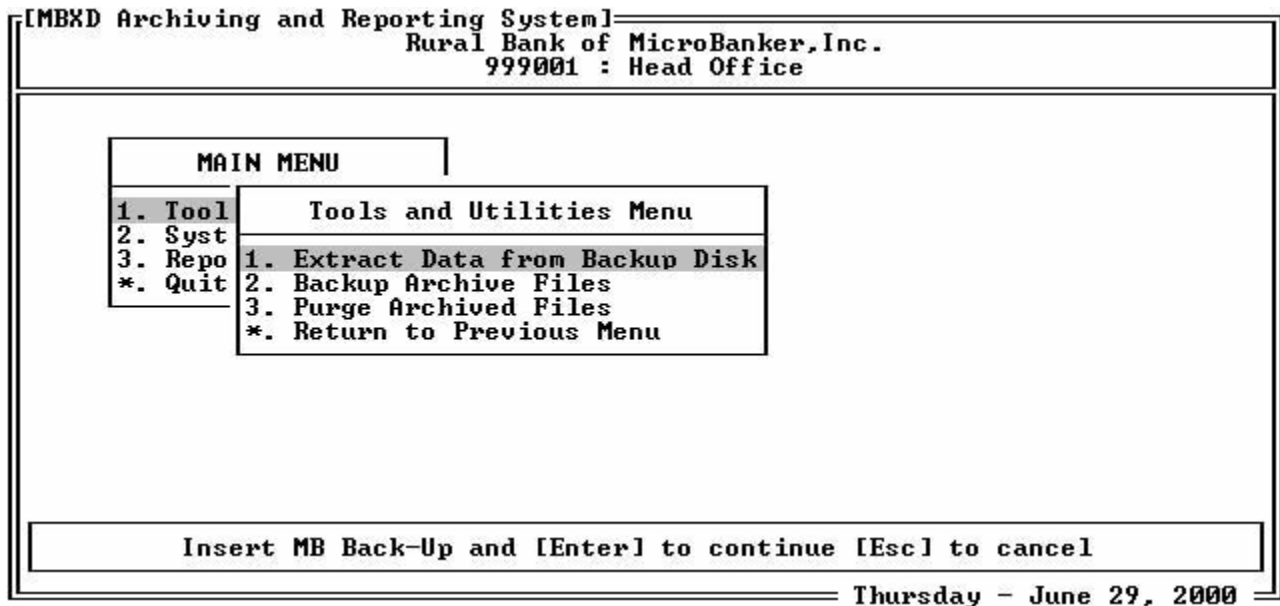 [MBXD Archiving and Reporting System]
Rural Bank of MicroBanker,Inc.
999001 : Head Office
MAIN MENU
1. Tool
2. Syst
3. Repo
*. Quit
Tools and Utilities Menu
1. Extract Data from Backup Disk
2. Backup Archive Files
3. Purge Archived Files
*. Return to Previous Menu
Insert MB Back-Up and [Enter] to continue [Esc] to cancel
Thursday - June 29, 2000